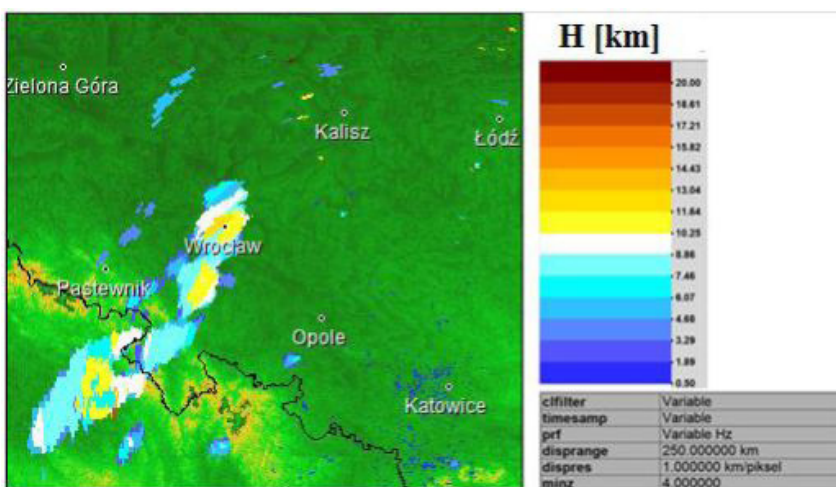 H [km]
Zielona Góra
Kalisz
Łódź
Wrocław
Pastewnik
Opole
Katowice
20.00
18.61
17.21
15.82
14.43
13.04
11.64
10.25
8.86
7.46
6.07
4.68
3.29
1.89
0.50
clfilter Variable
timesamp Variable
prf Variable Hz
disprange 250.000000 km
dispres 1.000000 km/piksel
minz 4.000000